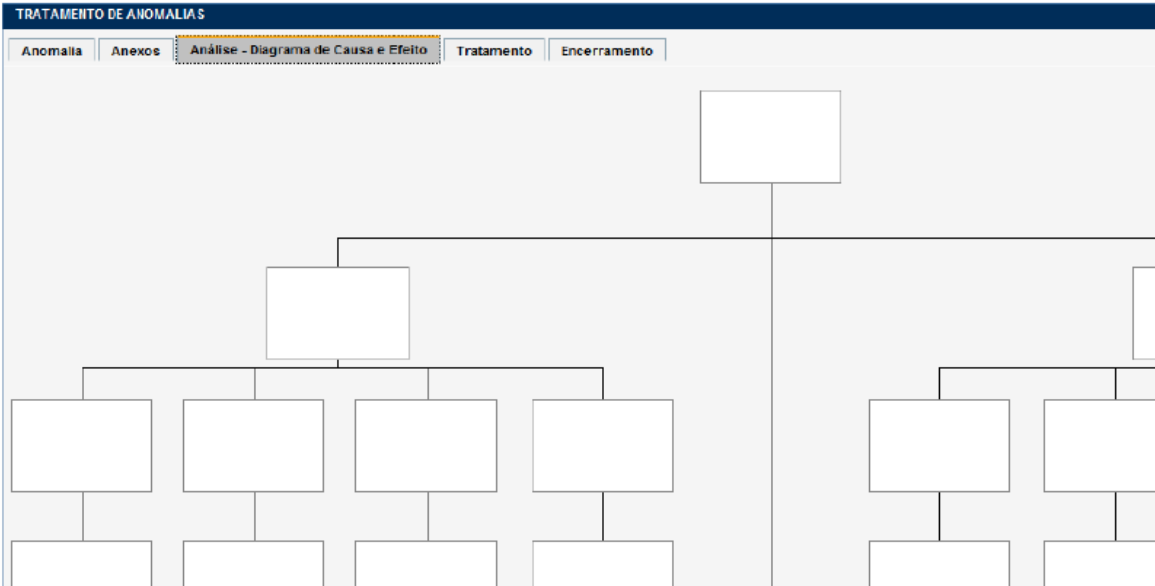 TRATAMENTO DE ANOMALIAS
Anomalia Anexos Análise - Diagrama de Causa e Efeito Tratamento Encerramento